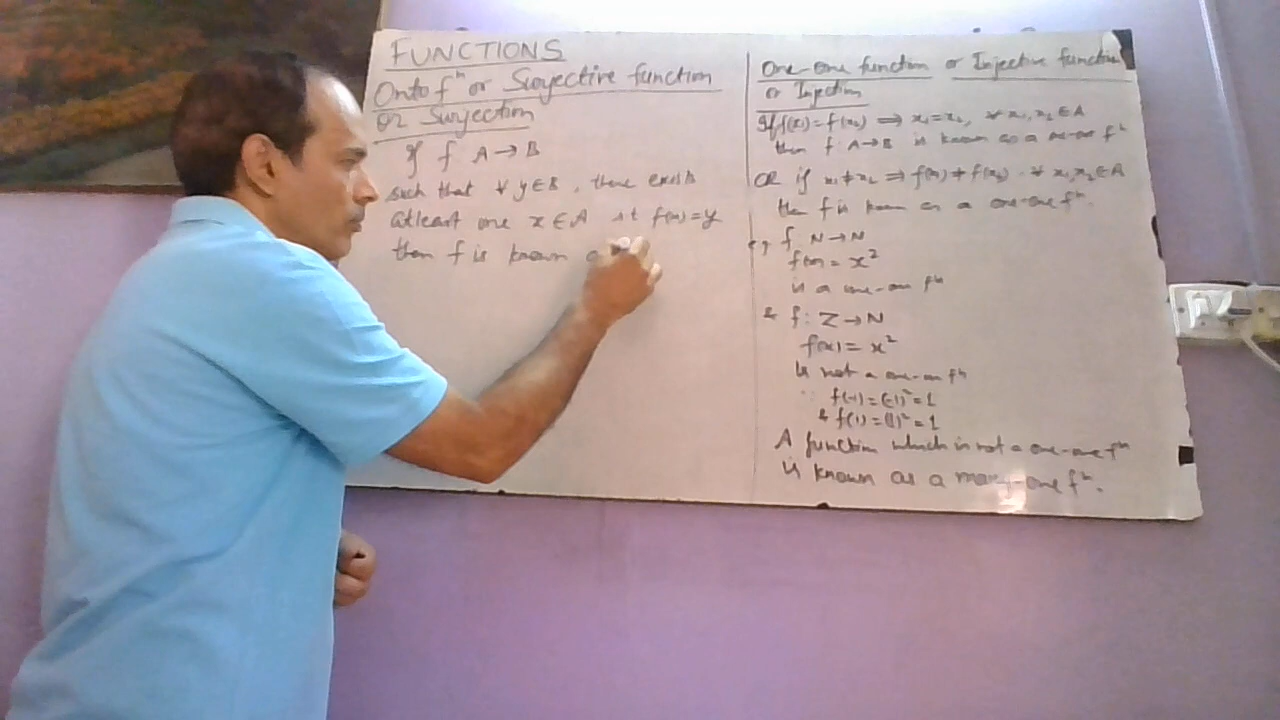 FUNCTIONS
Onto fⁿ or Surjective function
or Surjection
If f A→B
such that ∀ y∈B, there exists
atleast one x∈A st f(x)=y
then f is known
One-one function or Injective function
or Injection
If f(x₁)=f(x₂) ⇒ x₁=x₂, ∀ x₁,x₂∈A
then f: A→B is known as a one-one fⁿ
OR if x₁≠x₂ ⇒ f(x₁)≠f(x₂) ∀ x₁,x₂∈A
then f is known as a one-one fⁿ.
eg f N→N
f(x)= x²
is a one-one fⁿ
& f: Z→N
f(x)= x²
is not a one-one fⁿ
∵ f(-1)=(-1)²=1
& f(1)=(1)²=1
A function which is not a one-one fⁿ
is known as a many-one fⁿ.